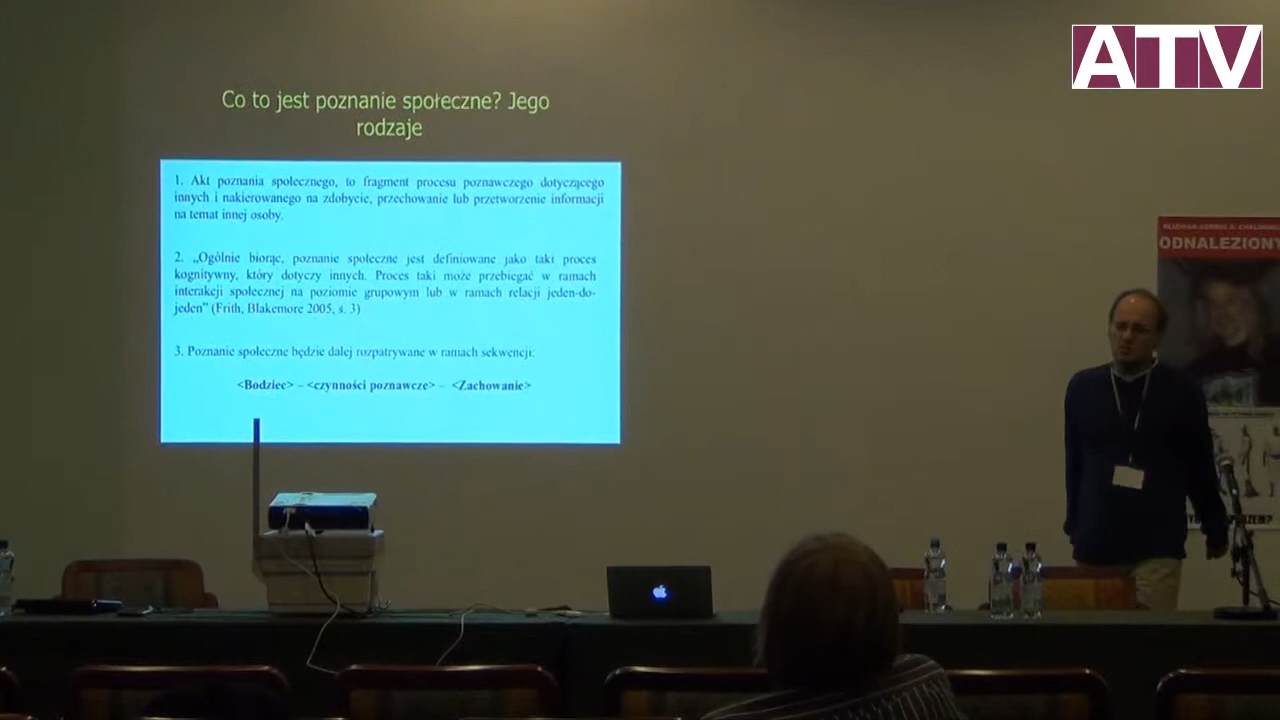 ATV
Co to jest poznanie społeczne? Jego
rodzaje
1. Akt poznania społecznego, to fragment procesu poznawczego dotyczącego
innych i nakierowanego na zdobycie, przechowanie lub przetworzenie informacji
na temat innej osoby.
2. „Ogólnie biorąc, poznanie społeczne jest definiowane jako taki proces
kognitywny, który dotyczy innych. Proces taki może przebiegać w ramach
interakcji społecznej na poziomie grupowym lub w ramach relacji jeden-do-
jeden” (Frith, Blakemore 2005, s. 3)
3. Poznanie społeczne będzie dalej rozpatrywane w ramach sekwencji:
<Bodziec> – <czynności poznawcze> – <Zachowanie>
ODNALEZION